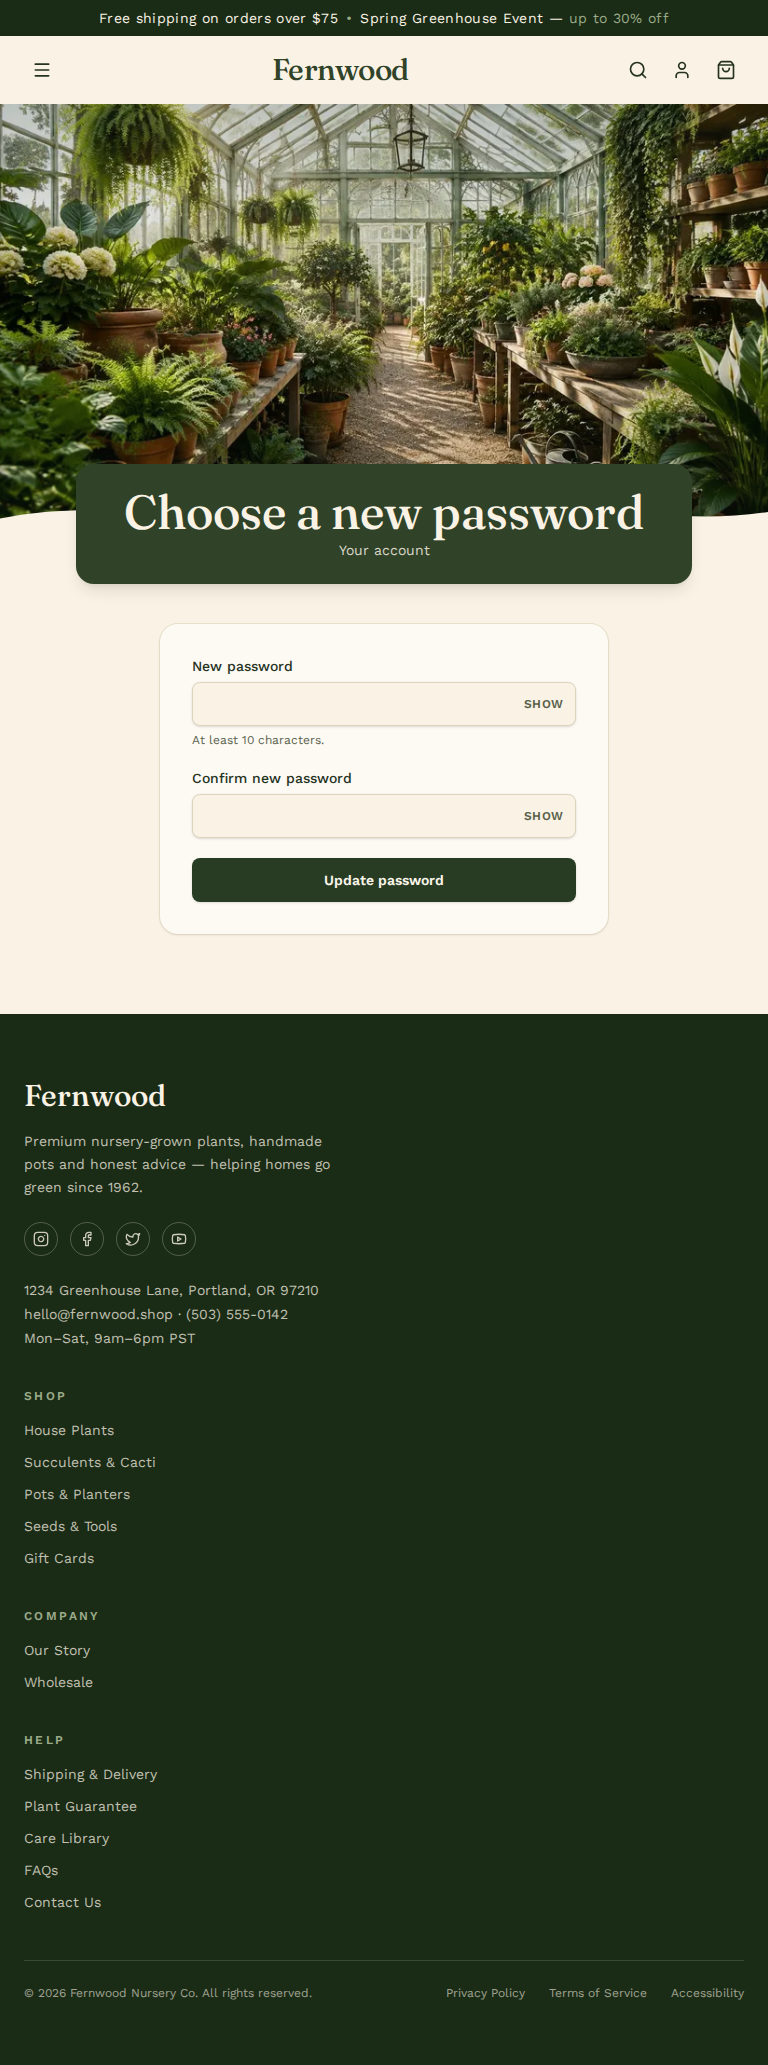 Free shipping on orders over $75 • Spring Greenhouse Event — up to 30% off
Fernwood
Choose a new password
Your account
New password
SHOW
At least 10 characters.
Confirm new password
SHOW
Update password
Fernwood
Premium nursery-grown plants, handmade
pots and honest advice — helping homes go
green since 1962.
1234 Greenhouse Lane, Portland, OR 97210
hello@fernwood.shop · (503) 555-0142
Mon–Sat, 9am–6pm PST
SHOP
House Plants
Succulents & Cacti
Pots & Planters
Seeds & Tools
Gift Cards
COMPANY
Our Story
Wholesale
HELP
Shipping & Delivery
Plant Guarantee
Care Library
FAQs
Contact Us
© 2026 Fernwood Nursery Co. All rights reserved. Privacy Policy Terms of Service Accessibility